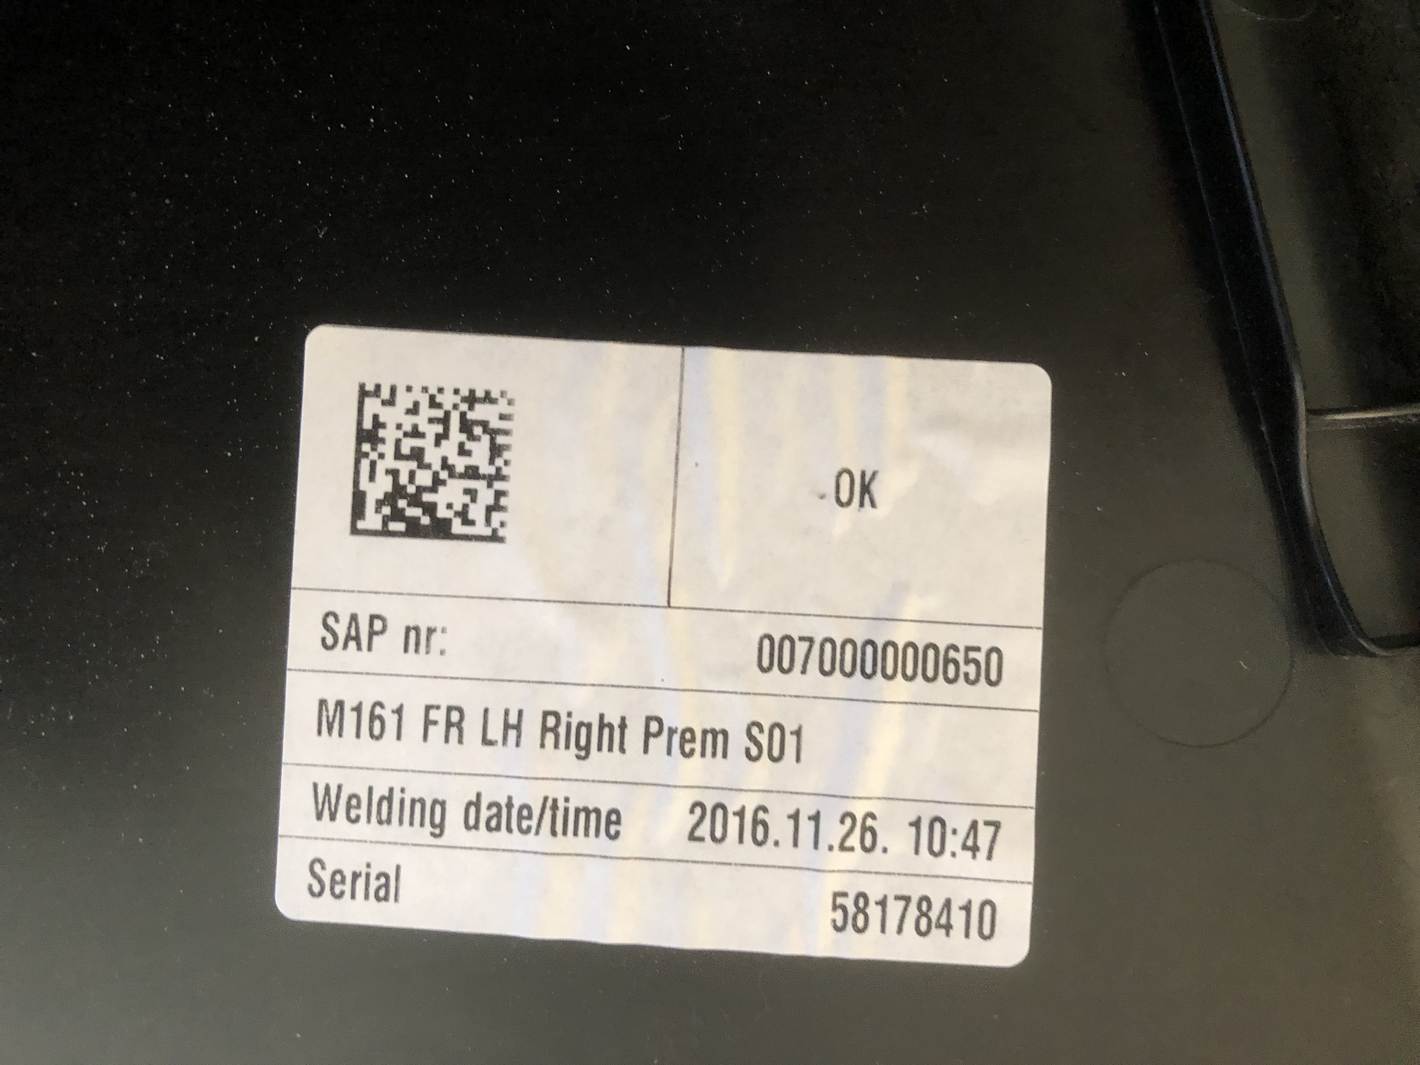 OK
SAP nr: 007000000650
M161 FR LH Right Prem S01
Welding date/time 2016.11.26. 10:47
Serial 58178410